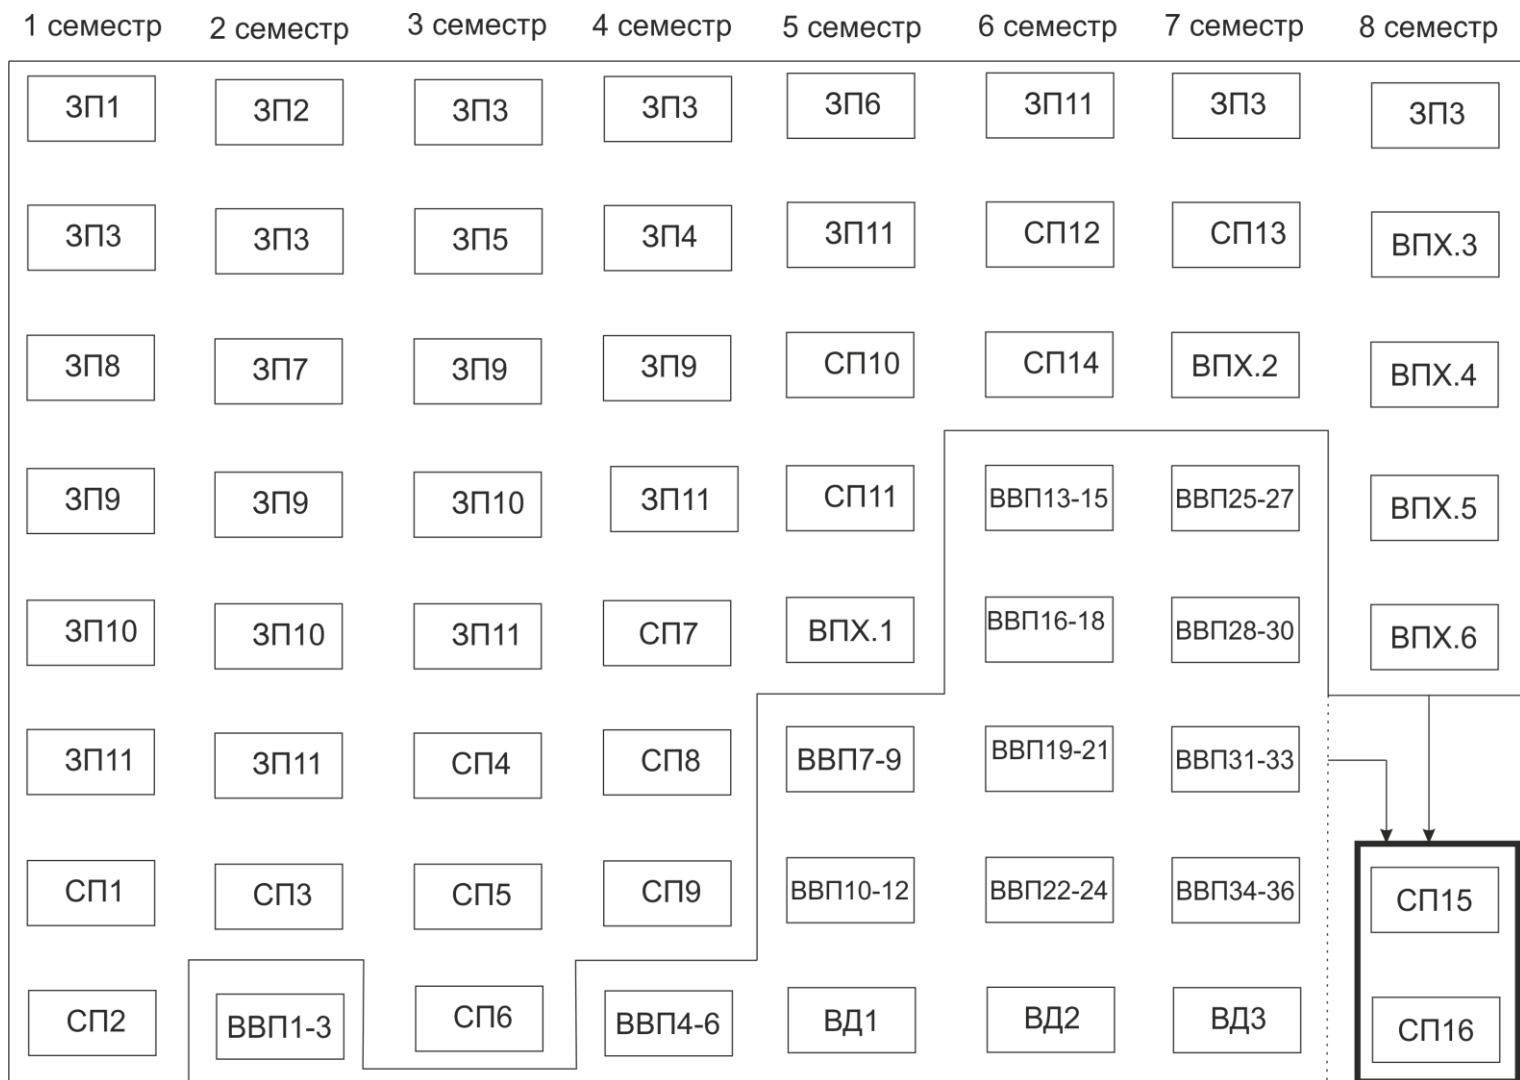 1 семестр 2 семестр 3 семестр 4 семестр 5 семестр 6 семестр 7 семестр 8 семестр
ЗП1 ЗП2 ЗП3 ЗП3 ЗП6 ЗП11 ЗП3 ЗП3
ЗП3 ЗП3 ЗП5 ЗП4 ЗП11 СП12 СП13 ВПХ.3
ЗП8 ЗП7 ЗП9 ЗП9 СП10 СП14 ВПХ.2 ВПХ.4
ЗП9 ЗП9 ЗП10 ЗП11 СП11 ВВП13-15 ВВП25-27 ВПХ.5
ЗП10 ЗП10 ЗП11 СП7 ВПХ.1 ВВП16-18 ВВП28-30 ВПХ.6
ЗП11 ЗП11 СП4 СП8 ВВП7-9 ВВП19-21 ВВП31-33
СП1 СП3 СП5 СП9 ВВП10-12 ВВП22-24 ВВП34-36 СП15
СП2 ВВП1-3 СП6 ВВП4-6 ВД1 ВД2 ВД3 СП16